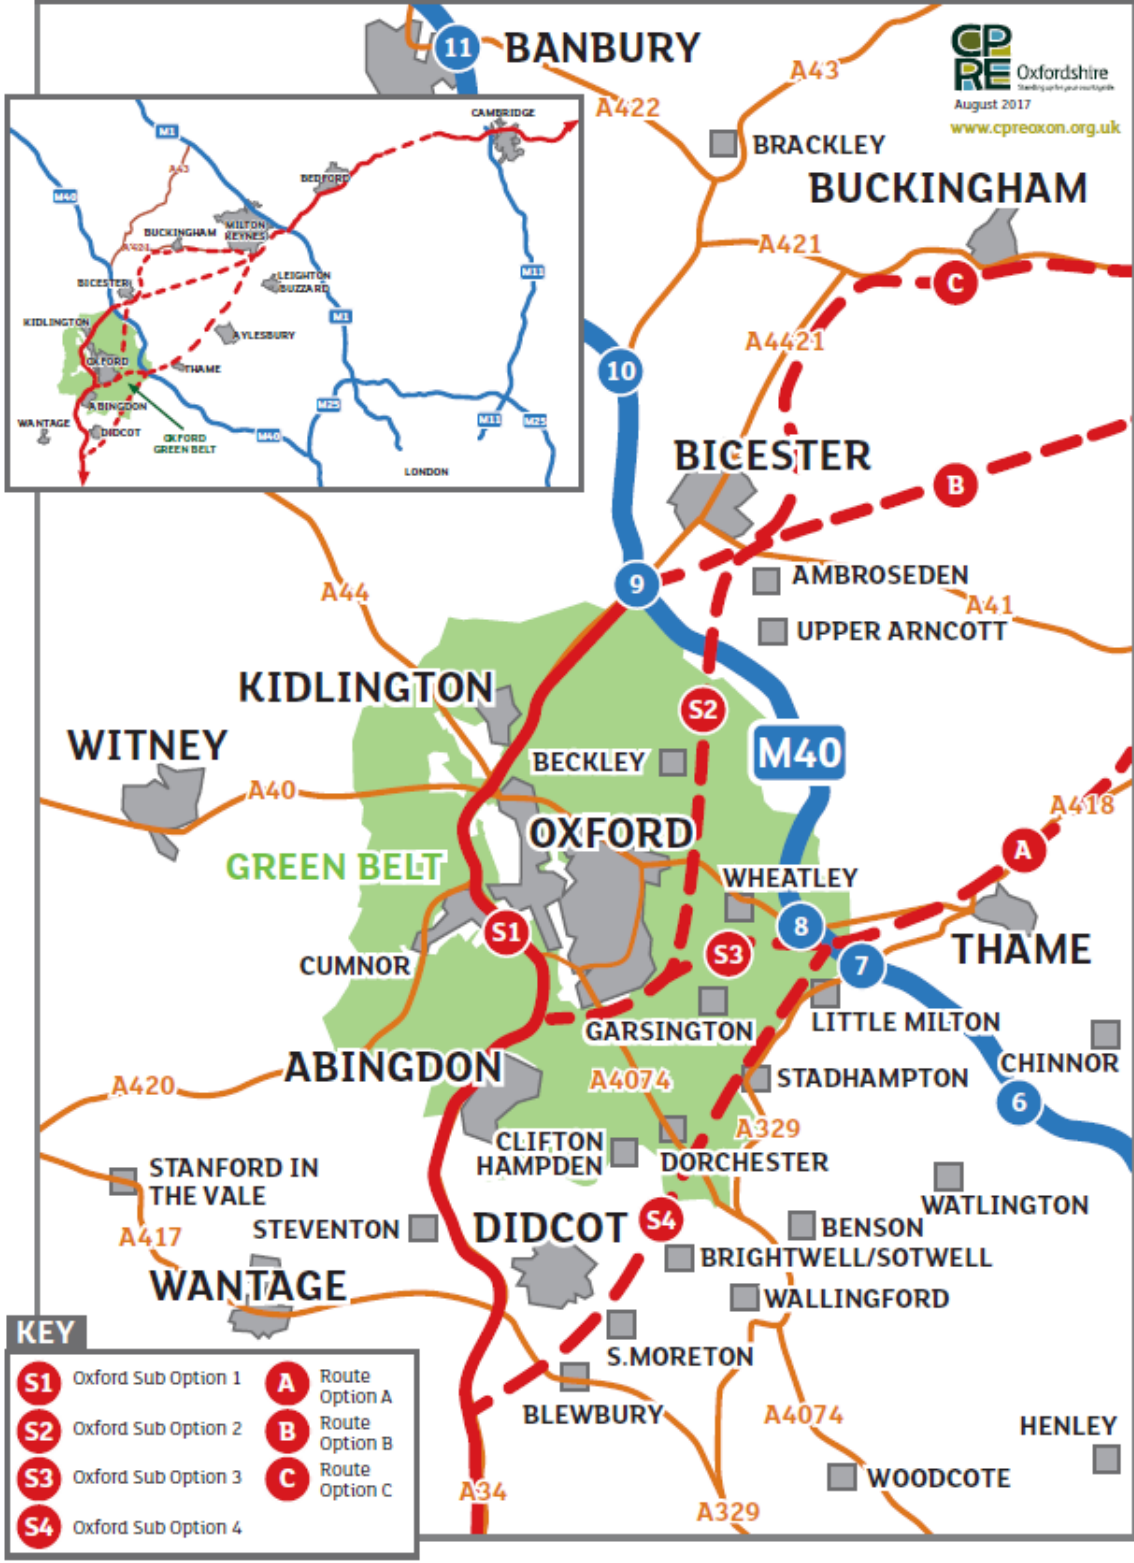 11
BANBURY
CPRE
Oxfordshire
Standing up for your countryside
August 2017
www.cpreoxon.org.uk
A43
A422
BRACKLEY
BUCKINGHAM
A421
C
A4421
10
CAMBRIDGE
M1
A43
BEDFORD
M40
BUCKINGHAM
MILTON
KEYNES
A421
M11
BICESTER
LEIGHTON
BUZZARD
KIDLINGTON
M1
AYLESBURY
OXFORD
THAME
ABINGDON
M25
WANTAGE
DIDCOT
M11
M25
OXFORD
GREEN BELT
M40
LONDON
BICESTER
B
9
AMBROSEDEN
A44
A41
UPPER ARNCOTT
KIDLINGTON
S2
WITNEY
M40
BECKLEY
A40
A418
OXFORD
A
GREEN BELT
WHEATLEY
S1
8
S3
THAME
CUMNOR
7
GARSINGTON
LITTLE MILTON
CHINNOR
ABINGDON
A4074
STADHAMPTON
A420
6
A329
CLIFTON
HAMPDEN
DORCHESTER
STANFORD IN
THE VALE
WATLINGTON
STEVENTON
DIDCOT
S4
BENSON
A417
BRIGHTWELL/SOTWELL
WANTAGE
WALLINGFORD
S.MORETON
BLEWBURY
A4074
HENLEY
WOODCOTE
A34
A329
KEY
S1 Oxford Sub Option 1
S2 Oxford Sub Option 2
S3 Oxford Sub Option 3
S4 Oxford Sub Option 4
A Route
Option A
B Route
Option B
C Route
Option C